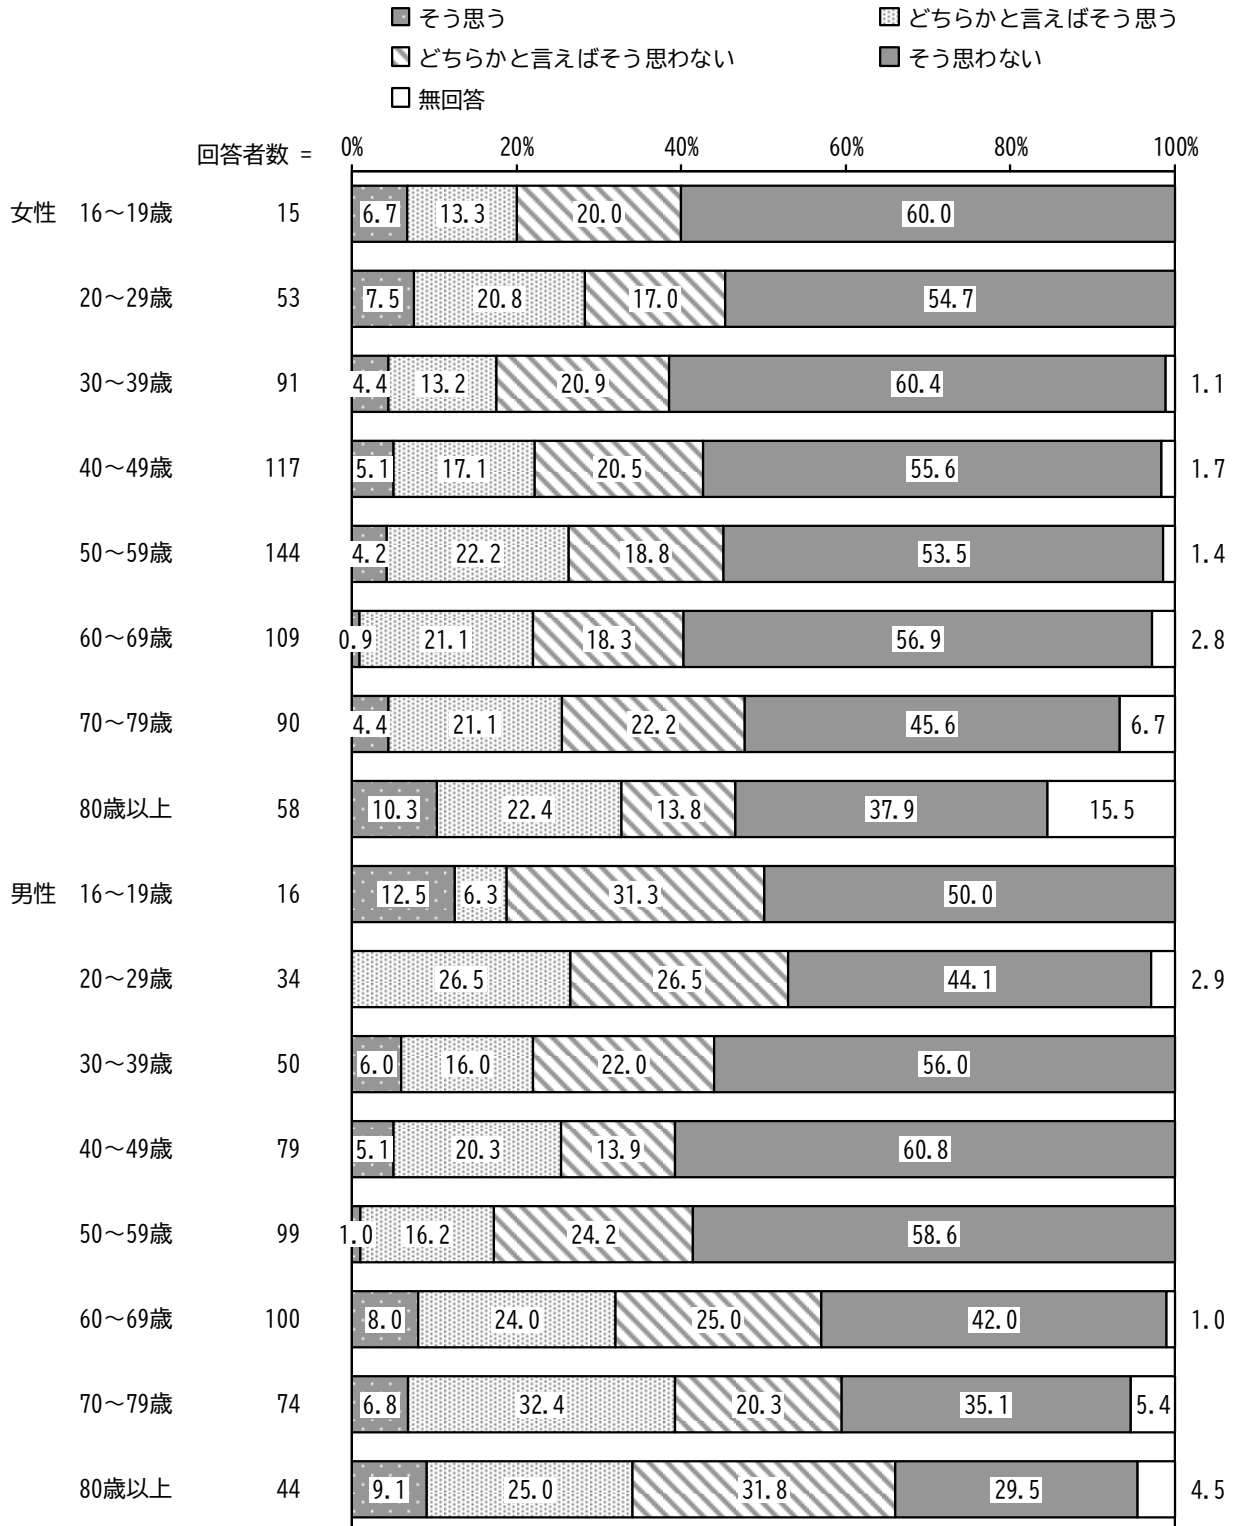 そう思う どちらかと言えばそう思う
どちらかと言えばそう思わない そう思わない
無回答
回答者数 = 0% 20% 40% 60% 80% 100%
女性 16～19歳 15 6.7 13.3 20.0 60.0
20～29歳 53 7.5 20.8 17.0 54.7
30～39歳 91 4.4 13.2 20.9 60.4 1.1
40～49歳 117 5.1 17.1 20.5 55.6 1.7
50～59歳 144 4.2 22.2 18.8 53.5 1.4
60～69歳 109 0.9 21.1 18.3 56.9 2.8
70～79歳 90 4.4 21.1 22.2 45.6 6.7
80歳以上 58 10.3 22.4 13.8 37.9 15.5
男性 16～19歳 16 12.5 6.3 31.3 50.0
20～29歳 34 26.5 26.5 44.1 2.9
30～39歳 50 6.0 16.0 22.0 56.0
40～49歳 79 5.1 20.3 13.9 60.8
50～59歳 99 1.0 16.2 24.2 58.6
60～69歳 100 8.0 24.0 25.0 42.0 1.0
70～79歳 74 6.8 32.4 20.3 35.1 5.4
80歳以上 44 9.1 25.0 31.8 29.5 4.5